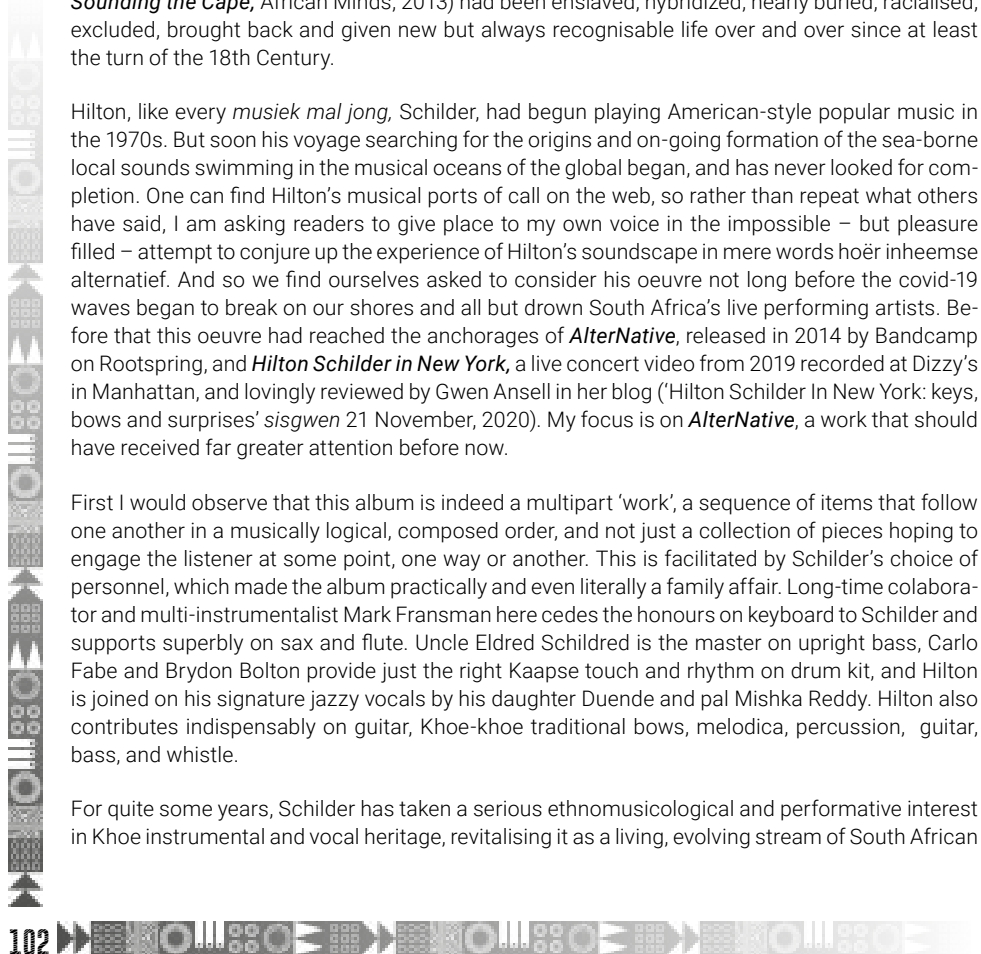 Sounding the Cape, African Minds, 2013) had been enslaved, hybridized, nearly buried, racialised,
excluded, brought back and given new but always recognisable life over and over since at least
the turn of the 18th Century.
Hilton, like every musiek mal jong, Schilder, had begun playing American-style popular music in
the 1970s. But soon his voyage searching for the origins and on-going formation of the sea-borne
local sounds swimming in the musical oceans of the global began, and has never looked for com-
pletion. One can find Hilton’s musical ports of call on the web, so rather than repeat what others
have said, I am asking readers to give place to my own voice in the impossible – but pleasure
filled – attempt to conjure up the experience of Hilton’s soundscape in mere words hoër inheemse
alternatief. And so we find ourselves asked to consider his oeuvre not long before the covid-19
waves began to break on our shores and all but drown South Africa’s live performing artists. Be-
fore that this oeuvre had reached the anchorages of AlterNative, released in 2014 by Bandcamp
on Rootspring, and Hilton Schilder in New York, a live concert video from 2019 recorded at Dizzy’s
in Manhattan, and lovingly reviewed by Gwen Ansell in her blog (‘Hilton Schilder In New York: keys,
bows and surprises’ sisgwen 21 November, 2020). My focus is on AlterNative, a work that should
have received far greater attention before now.
First I would observe that this album is indeed a multipart ‘work’, a sequence of items that follow
one another in a musically logical, composed order, and not just a collection of pieces hoping to
engage the listener at some point, one way or another. This is facilitated by Schilder’s choice of
personnel, which made the album practically and even literally a family affair. Long-time colabora-
tor and multi-instrumentalist Mark Fransman here cedes the honours on keyboard to Schilder and
supports superbly on sax and flute. Uncle Eldred Schildred is the master on upright bass, Carlo
Fabe and Brydon Bolton provide just the right Kaapse touch and rhythm on drum kit, and Hilton
is joined on his signature jazzy vocals by his daughter Duende and pal Mishka Reddy. Hilton also
contributes indispensably on guitar, Khoe-khoe traditional bows, melodica, percussion, guitar,
bass, and whistle.
For quite some years, Schilder has taken a serious ethnomusicological and performative interest
in Khoe instrumental and vocal heritage, revitalising it as a living, evolving stream of South African
102